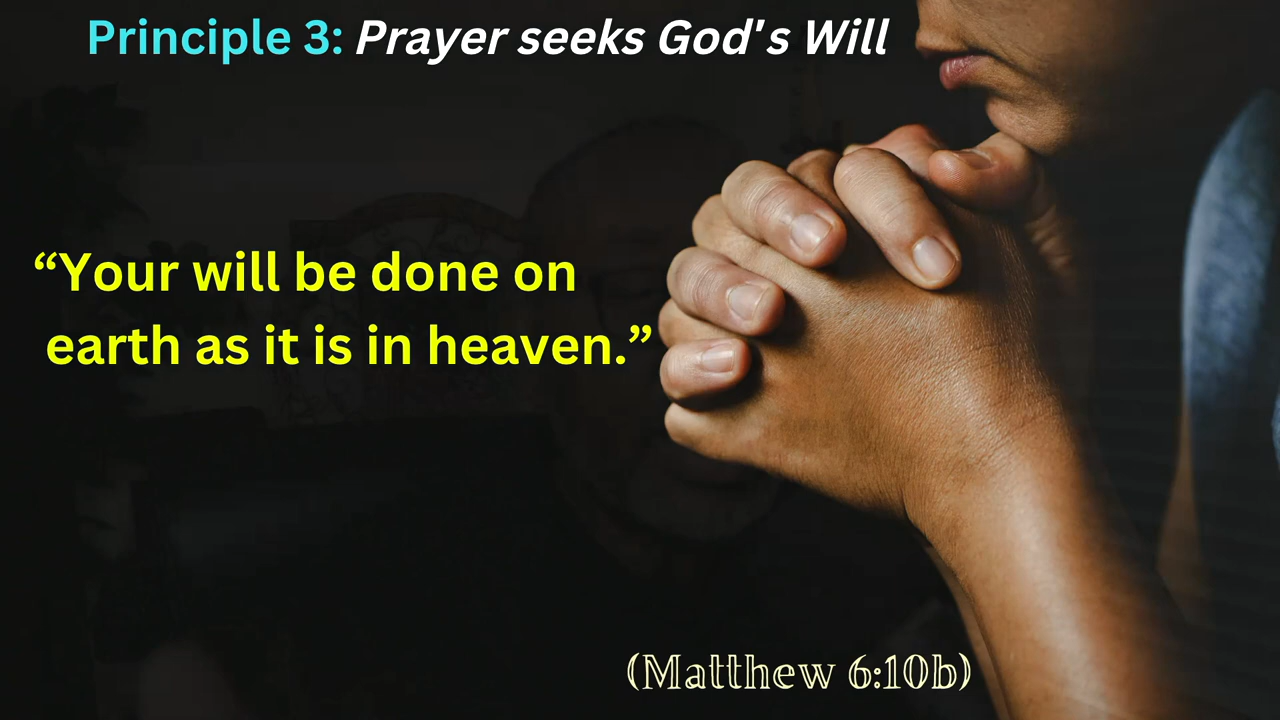 Principle 3: Prayer seeks God's Will
“Your will be done on
earth as it is in heaven.”
(Matthew 6:10b)